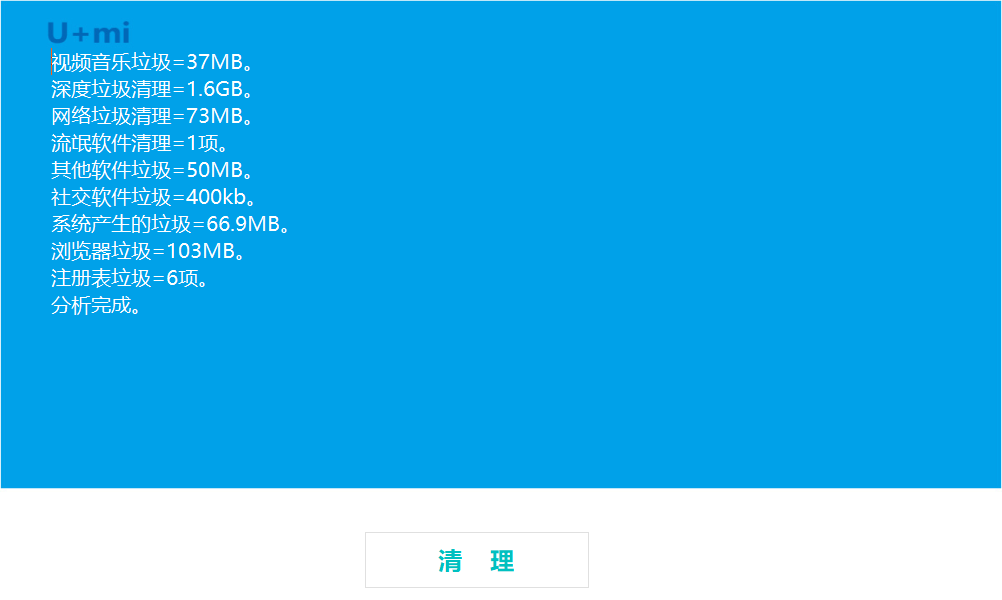 U+mi
视频音乐垃圾=37MB。
深度垃圾清理=1.6GB。
网络垃圾清理=73MB。
流氓软件清理=1项。
其他软件垃圾=50MB。
社交软件垃圾=400kb。
系统产生的垃圾=66.9MB。
浏览器垃圾=103MB。
注册表垃圾=6项。
分析完成。
清 理